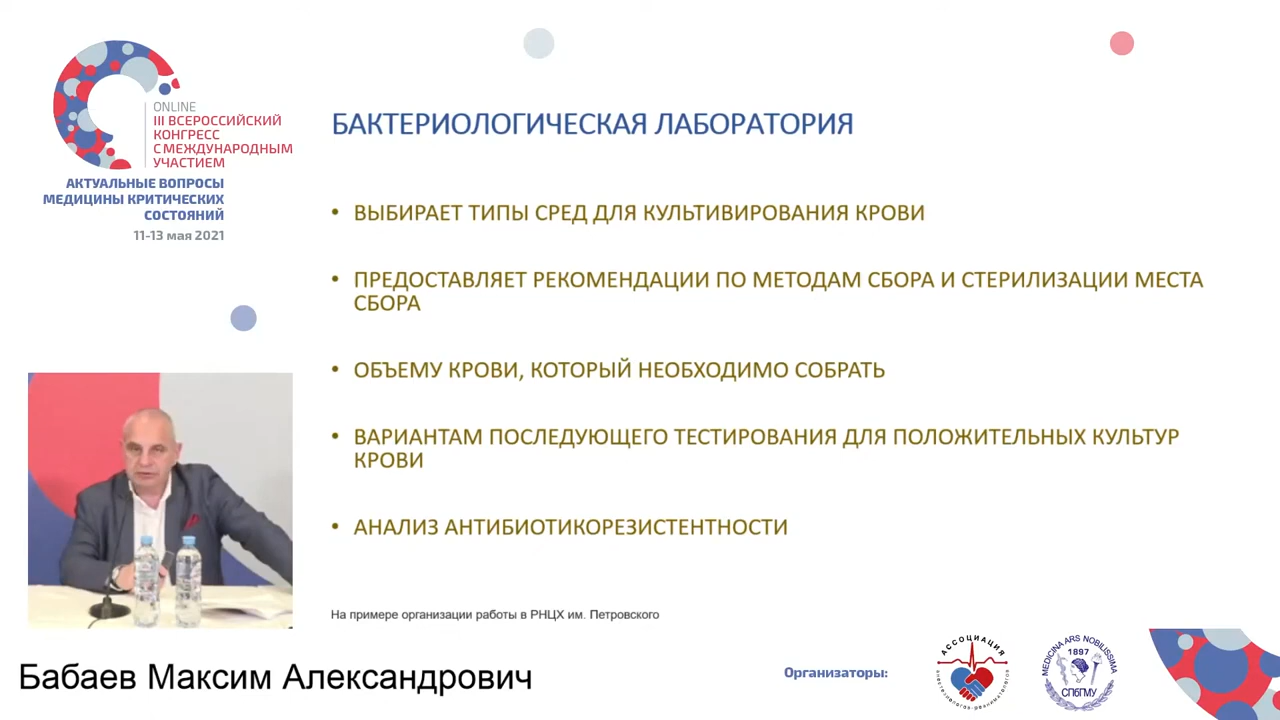 ONLINE
III ВСЕРОССИЙСКИЙ
КОНГРЕСС
С МЕЖДУНАРОДНЫМ
УЧАСТИЕМ
АКТУАЛЬНЫЕ ВОПРОСЫ
МЕДИЦИНЫ КРИТИЧЕСКИХ
СОСТОЯНИЙ
11-13 мая 2021
БАКТЕРИОЛОГИЧЕСКАЯ ЛАБОРАТОРИЯ
• ВЫБИРАЕТ ТИПЫ СРЕД ДЛЯ КУЛЬТИВИРОВАНИЯ КРОВИ
• ПРЕДОСТАВЛЯЕТ РЕКОМЕНДАЦИИ ПО МЕТОДАМ СБОРА И СТЕРИЛИЗАЦИИ МЕСТА
СБОРА
• ОБЪЕМУ КРОВИ, КОТОРЫЙ НЕОБХОДИМО СОБРАТЬ
• ВАРИАНТАМ ПОСЛЕДУЮЩЕГО ТЕСТИРОВАНИЯ ДЛЯ ПОЛОЖИТЕЛЬНЫХ КУЛЬТУР
КРОВИ
• АНАЛИЗ АНТИБИОТИКОРЕЗИСТЕНТНОСТИ
На примере организации работы в РНЦХ им. Петровского
Бабаев Максим Александрович
Организаторы:
АССОЦИАЦИЯ
анестезиологов-реаниматологов
MEDICINA ARS NOBILISSIMA
1897
СПбГМУ